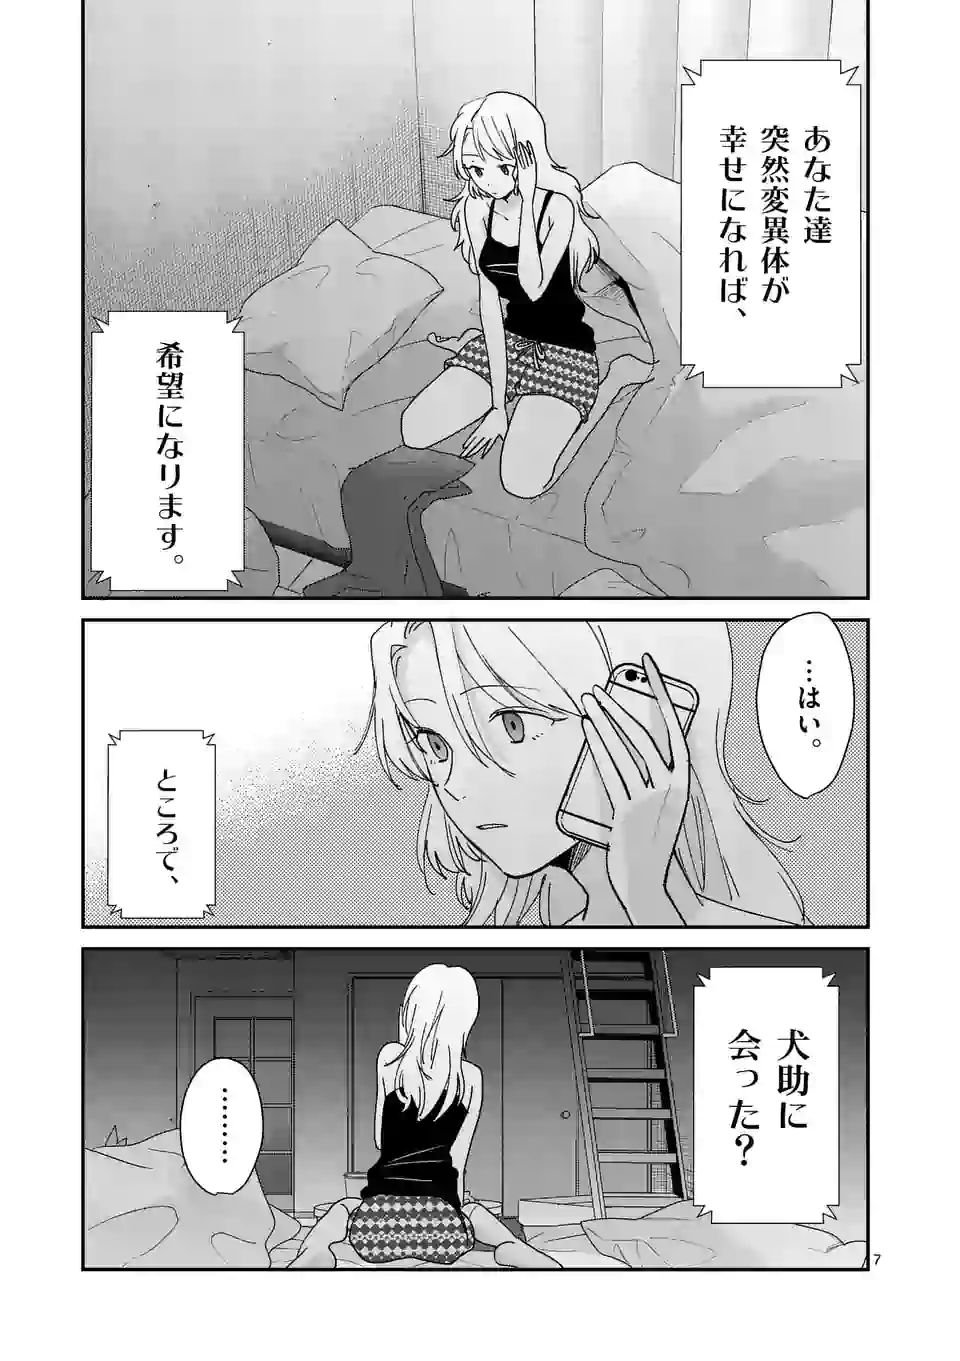 あなた達
突然変異体が
幸せになれば、
希望になります。
…はい。
ところで、
犬助に
会った?
………
7